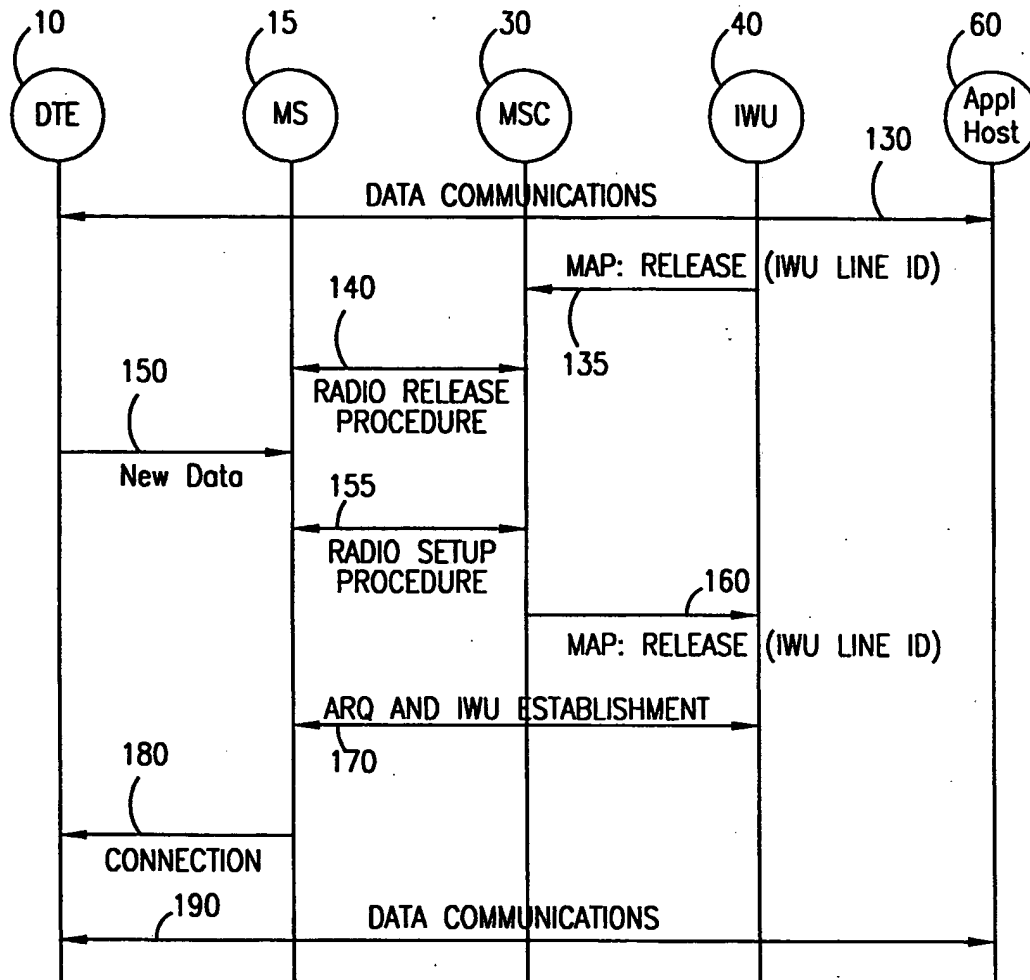 10 15 30 40 60
DTE MS MSC IWU Appl
Host
130
DATA COMMUNICATIONS
MAP: RELEASE (IWU LINE ID)
140
135
RADIO RELEASE
PROCEDURE
150
New Data
155
RADIO SETUP
PROCEDURE
160
MAP: RELEASE (IWU LINE ID)
ARQ AND IWU ESTABLISHMENT
170
180
CONNECTION
190
DATA COMMUNICATIONS